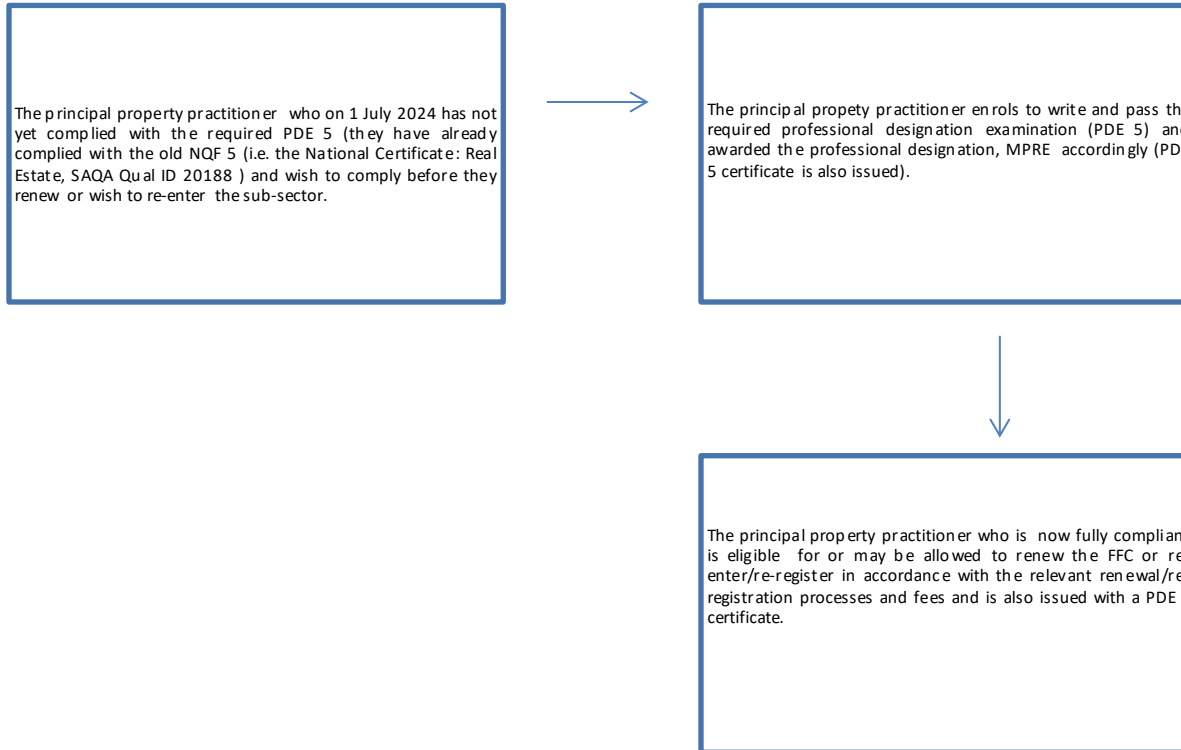 The principal property practitioner who on 1 July 2024 has not
yet complied with the required PDE 5 (they have already
complied with the old NQF 5 (i.e. the National Certificate: Real
Estate, SAQA Qual ID 20188 ) and wish to comply before they
renew or wish to re-enter the sub-sector.
The principal propety practitioner enrols to write and pass th
required professional designation examination (PDE 5) an
awarded the professional designation, MPRE accordingly (PD
5 certificate is also issued).
The principal property practitioner who is now fully complian
is eligible for or may be allowed to renew the FFC or re
enter/re-register in accordance with the relevant renewal/re
registration processes and fees and is also issued with a PDE
certificate.